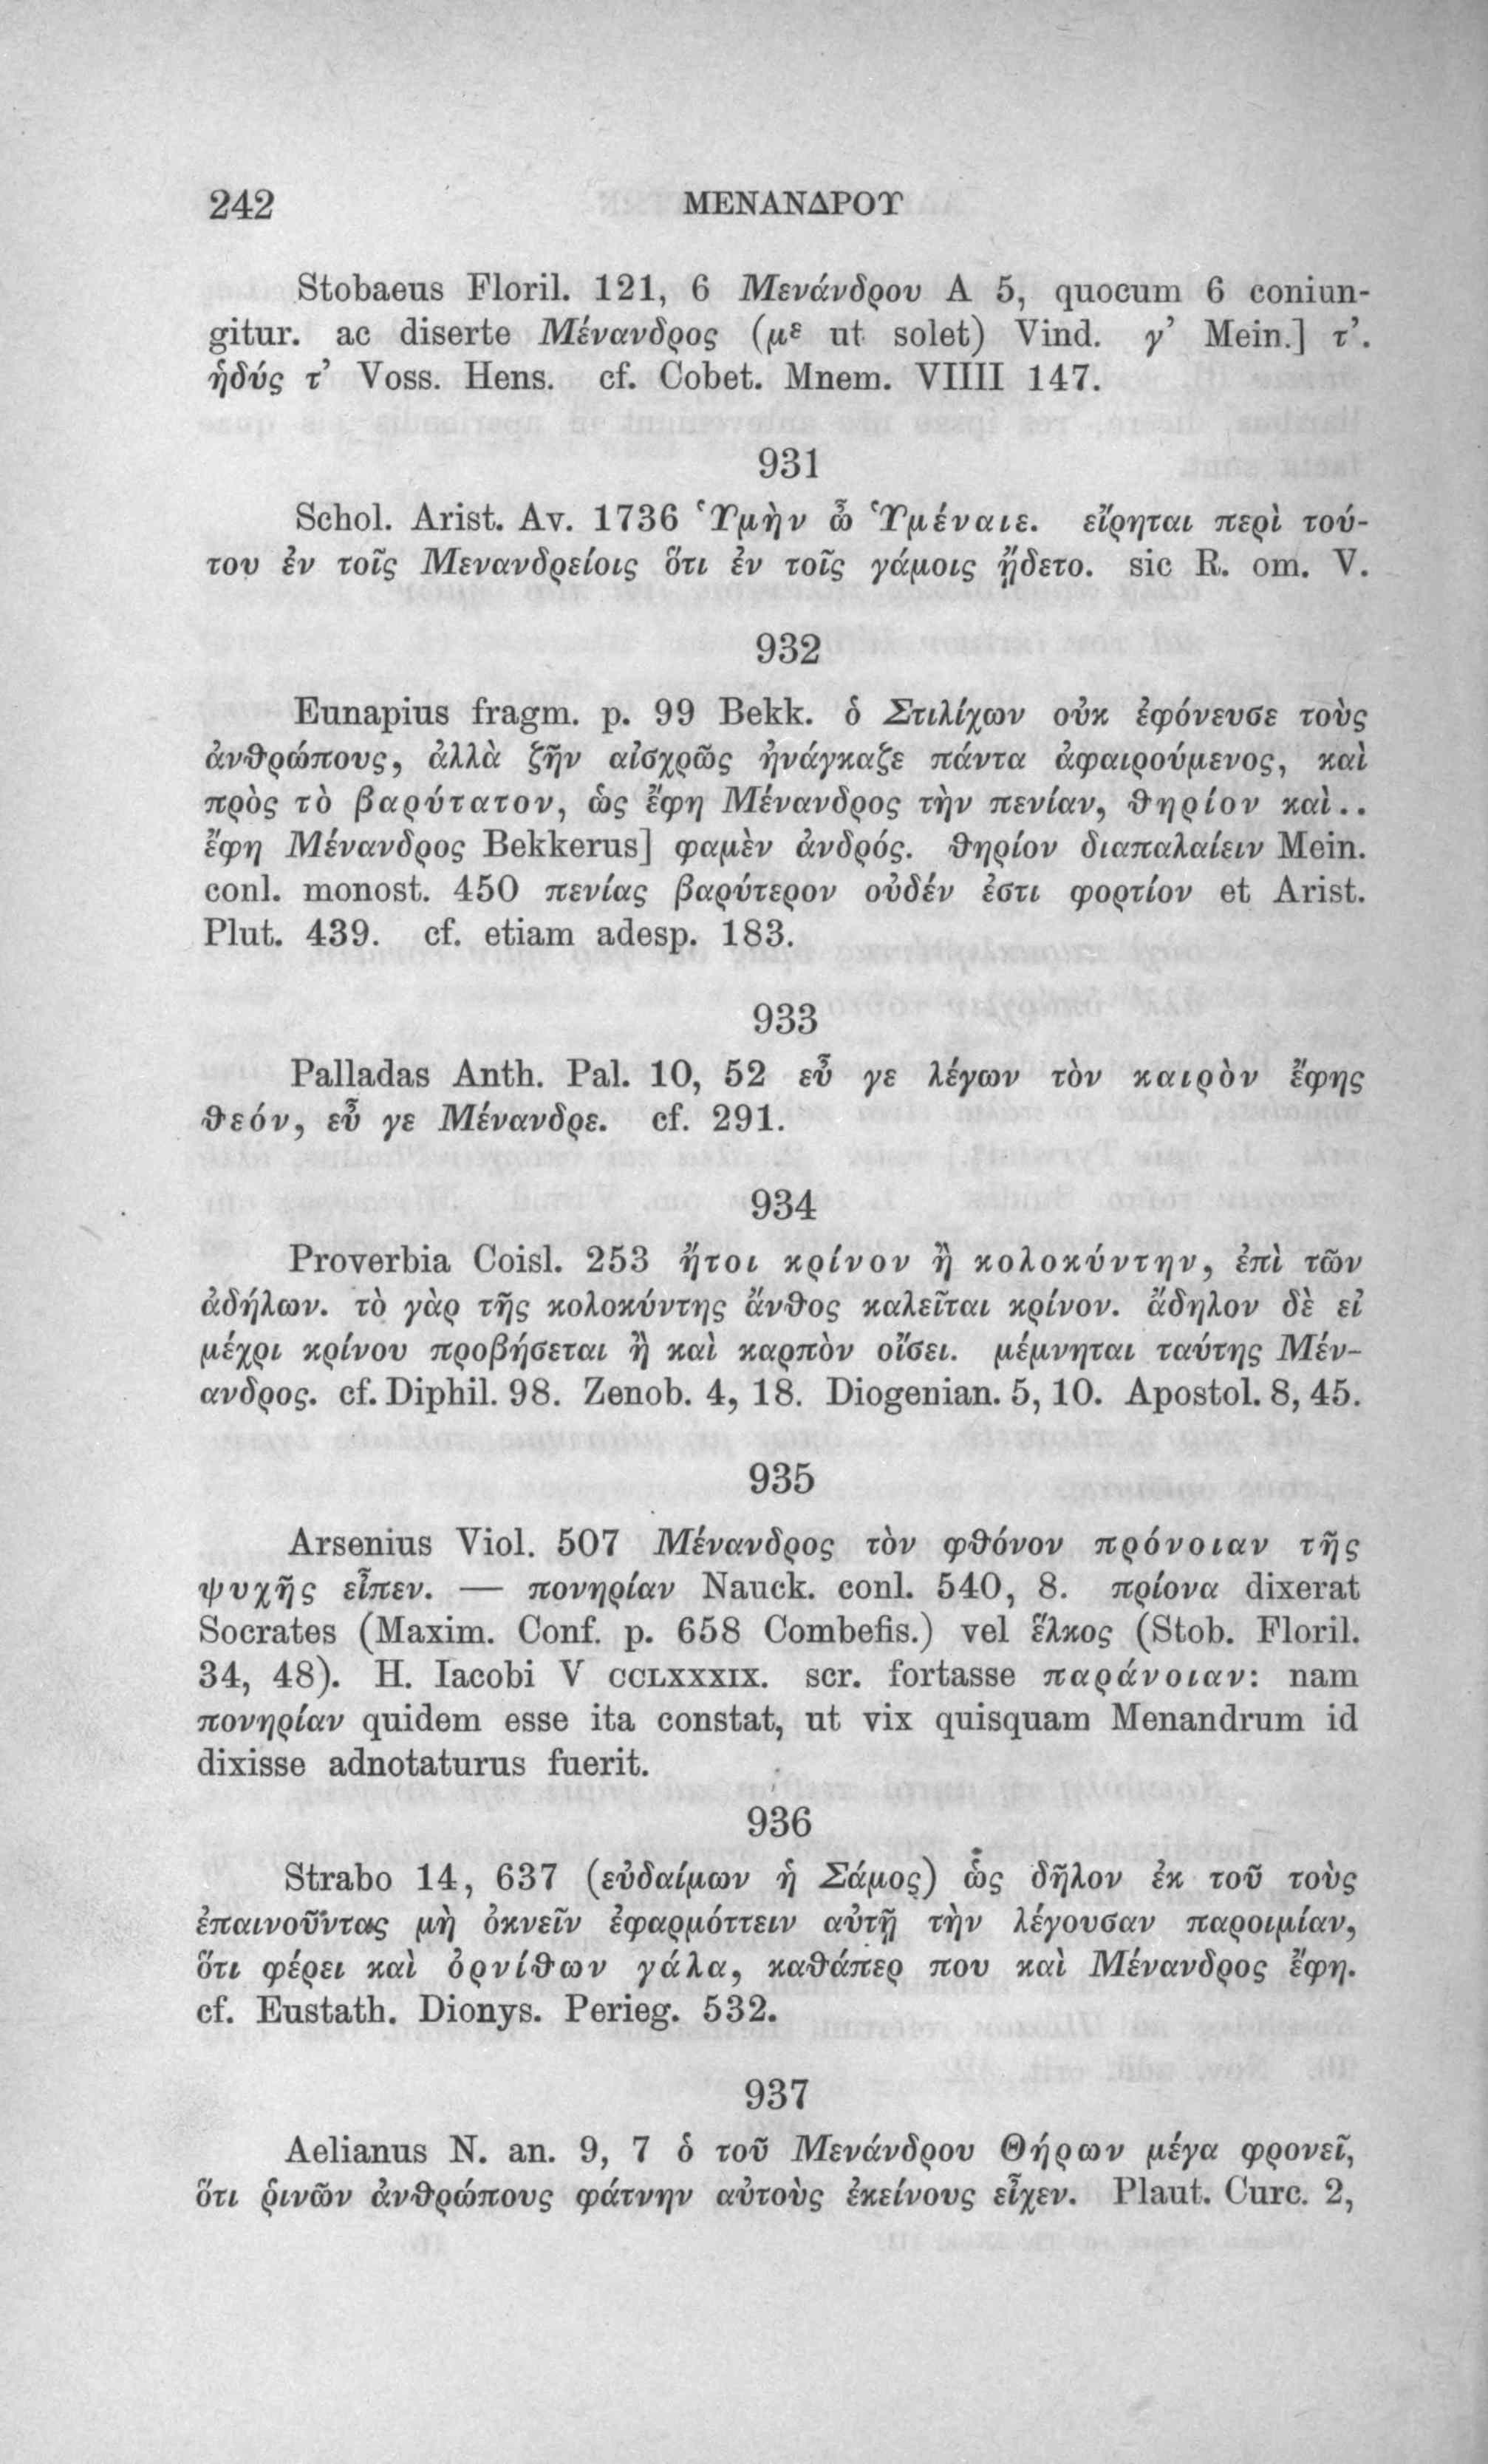 242 ΜΕΝΑΝΔΡΟΥ
Stobaeus Floril. 121, 6 Μενάνδρου A 5, quocum 6 coniun-
gitur. ac diserte Μένανδρος (με ut solet) Vind. γ’ Mein.] τ’.
ἡδύς τ’ Voss. Hens. cf. Cobet. Mnem. VIIII 147.
931
Schol. Arist. Av. 1736 Ὑμὴν ὦ Ὑμέναιε. εἴρηται περὶ τού-
του ἐν τοῖς Μενανδρείοις ὅτι ἐν τοῖς γάμοις ᾔδετο. sic R. om. V.
932
Eunapius fragm. p. 99 Bekk. ὁ Στιλίχων οὐκ ἐφόνευσε τοὺς
ἀνθρώπους, ἀλλὰ ζῆν αἰσχρῶς ἠνάγκαζε πάντα ἀφαιρούμενος, καὶ
πρὸς τὸ βαρύτατον, ὡς ἔφη Μένανδρος τὴν πενίαν, θηρίον καὶ..
ἔφη Μένανδρος Bekkerus] φαμὲν ἀνδρός. θηρίον διαπαλαίειν Mein.
conl. monost. 450 πενίας βαρύτερον οὐδέν ἐστι φορτίον et Arist.
Plut. 439. cf. etiam adesp. 183.
933
Palladas Anth. Pal. 10, 52 εὖ γε λέγων τὸν καιρὸν ἔφης
θεόν, εὖ γε Μένανδρε. cf. 291.
934
Proverbia Coisl. 253 ἤτοι κρίνον ἢ κολοκύντην, ἐπὶ τῶν
ἀδήλων. τὸ γὰρ τῆς κολοκύντης ἄνθος καλεῖται κρίνον. ἄδηλον δὲ εἰ
μέχρι κρίνου προβήσεται ἢ καὶ καρπὸν οἴσει. μέμνηται ταύτης Μέν-
ανδρος. cf. Diphil. 98. Zenob. 4, 18. Diogenian. 5, 10. Apostol. 8, 45.
935
Arsenius Viol. 507 Μένανδρος τὸν φθόνον πρόνοιαν τῆς
ψυχῆς εἶπεν. — πονηρίαν Nauck. conl. 540, 8. πρίονα dixerat
Socrates (Maxim. Conf. p. 658 Combefis.) vel ἕλκος (Stob. Floril.
34, 48). H. Iacobi V CCLXXXIX. scr. fortasse παράνοιαν: nam
πονηρίαν quidem esse ita constat, ut vix quisquam Menandrum id
dixisse adnotaturus fuerit.
936
Strabo 14, 637 (εὐδαίμων ἡ Σάμος) ὡς δῆλον ἐκ τοῦ τοὺς
ἐπαινοῦντας μὴ ὀκνεῖν ἐφαρμόττειν αὐτῇ τὴν λέγουσαν παροιμίαν,
ὅτι φέρει καὶ ὀρνίθων γάλα, καθάπερ που καὶ Μένανδρος ἔφη.
cf. Eustath. Dionys. Perieg. 532.
937
Aelianus N. an. 9, 7 ὁ τοῦ Μενάνδρου Θήρων μέγα φρονεῖ,
ὅτι ῥινῶν ἀνθρώπους φάτνην αὐτοὺς ἐκείνους εἶχεν. Plaut. Curc. 2,